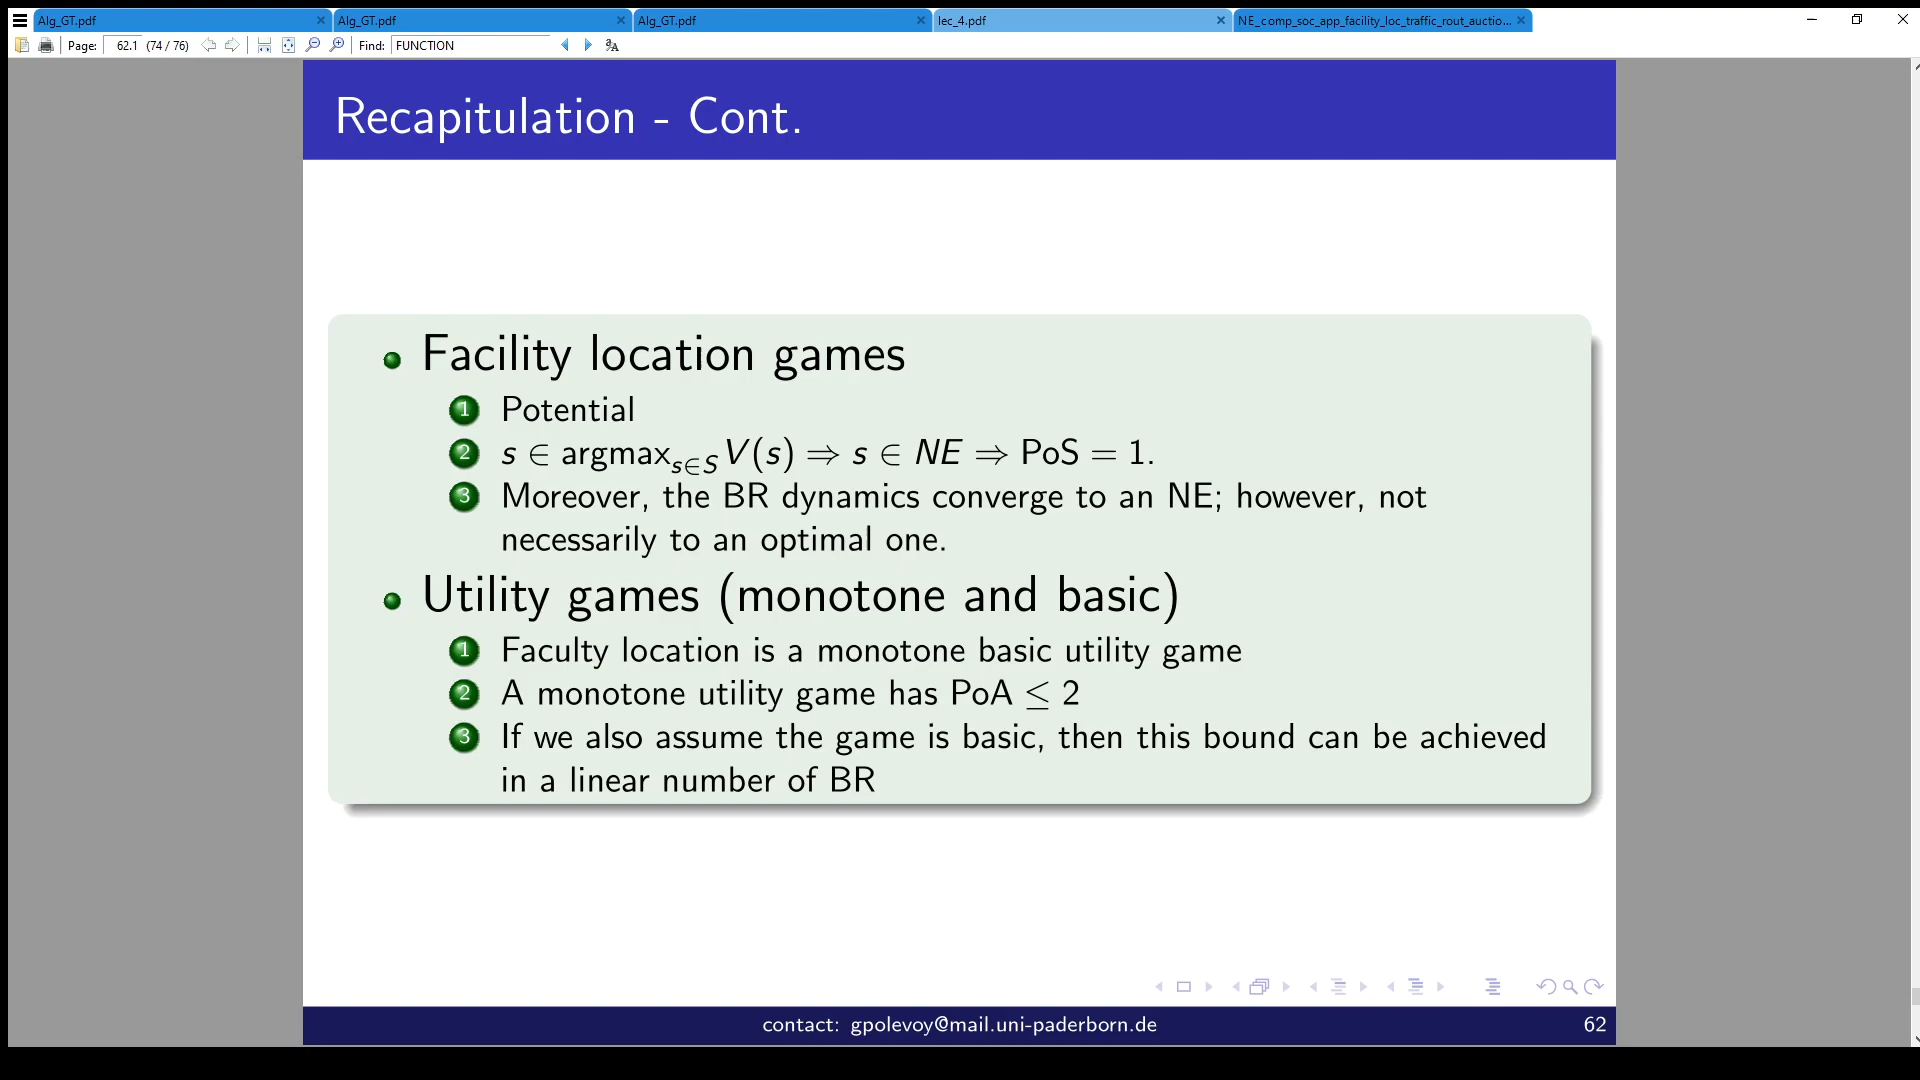 Alg_GT.pdf
Alg_GT.pdf
Alg_GT.pdf
lec_4.pdf
NE_comp_soc_app_facility_loc_traffic_rout_auctio...
Page: 62.1 (74 / 76)
Find: FUNCTION
Recapitulation - Cont.
Facility location games
1 Potential
2 s ∈ argmax_{s∈S} V(s) ⇒ s ∈ NE ⇒ PoS = 1.
3 Moreover, the BR dynamics converge to an NE; however, not
necessarily to an optimal one.
Utility games (monotone and basic)
1 Faculty location is a monotone basic utility game
2 A monotone utility game has PoA ≤ 2
3 If we also assume the game is basic, then this bound can be achieved
in a linear number of BR
contact: gpolevoy@mail.uni-paderborn.de
62